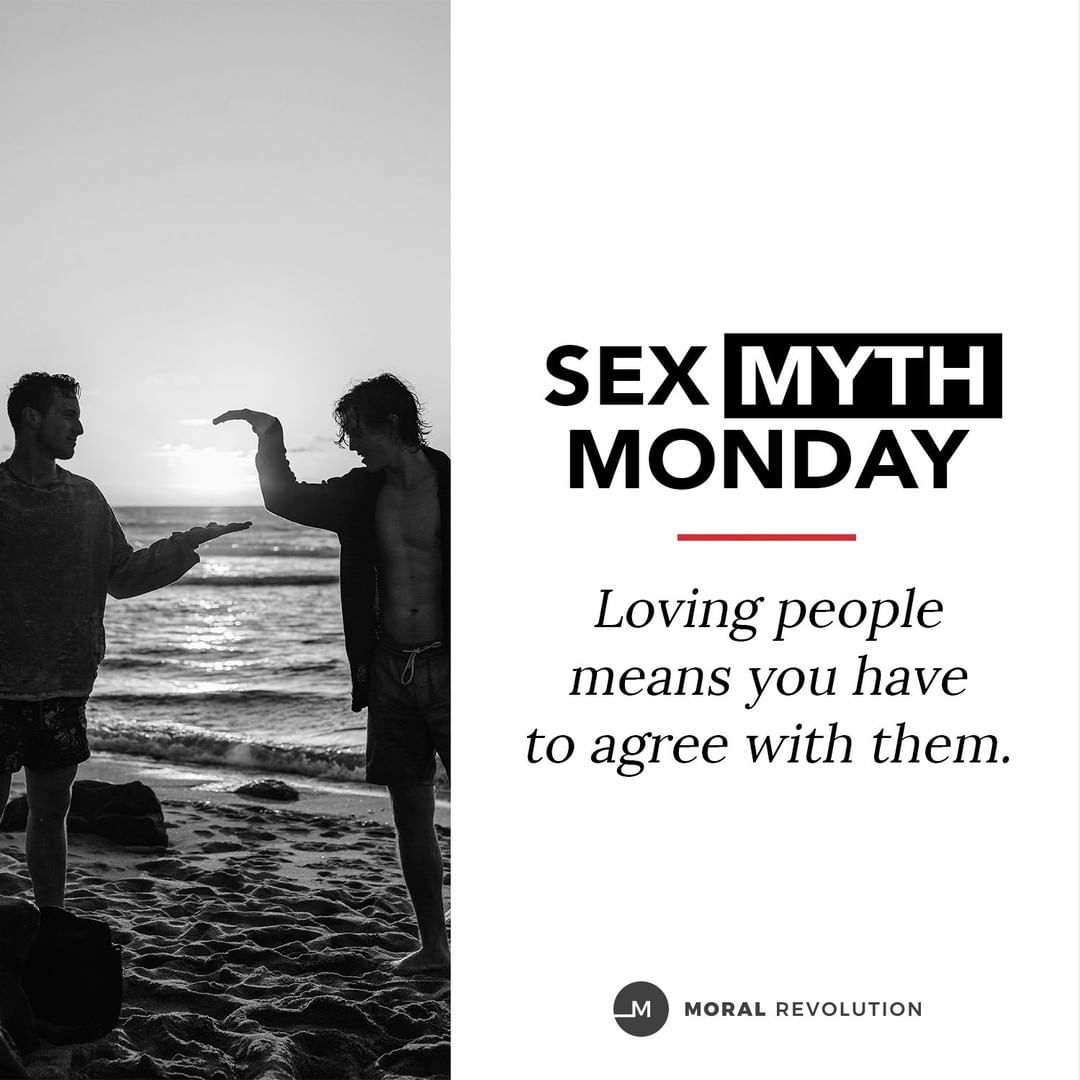 SEX MYTH
MONDAY
Loving people
means you have
to agree with them.
M MORAL REVOLUTION